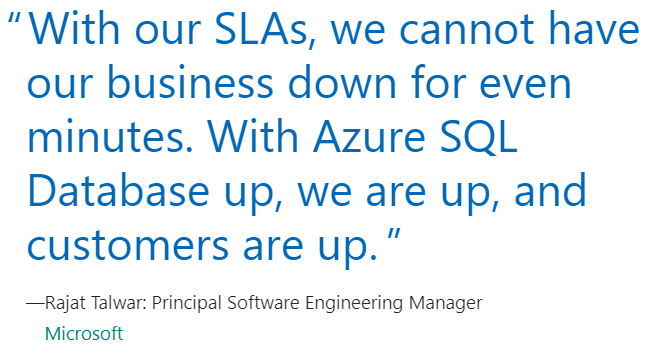 “With our SLAs, we cannot have
our business down for even
minutes. With Azure SQL
Database up, we are up, and
customers are up.”
—Rajat Talwar: Principal Software Engineering Manager
Microsoft